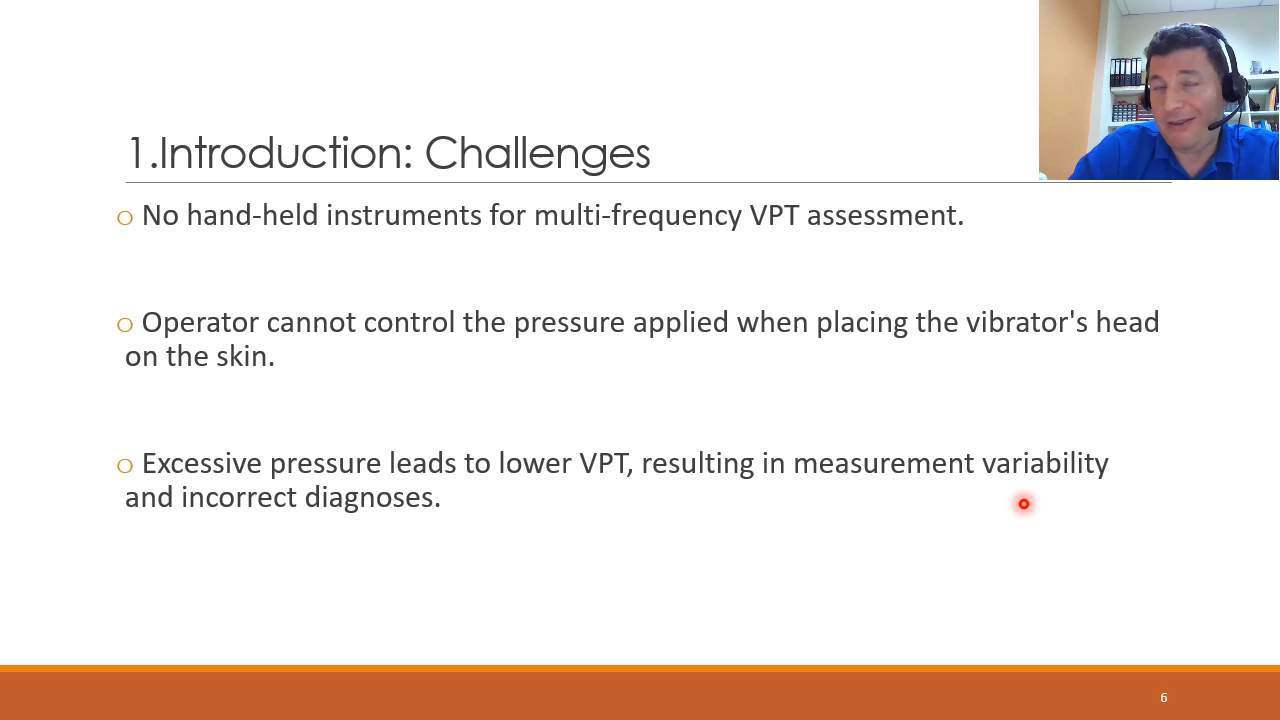 1.Introduction: Challenges
o No hand-held instruments for multi-frequency VPT assessment.
o Operator cannot control the pressure applied when placing the vibrator's head
on the skin.
o Excessive pressure leads to lower VPT, resulting in measurement variability
and incorrect diagnoses.
6